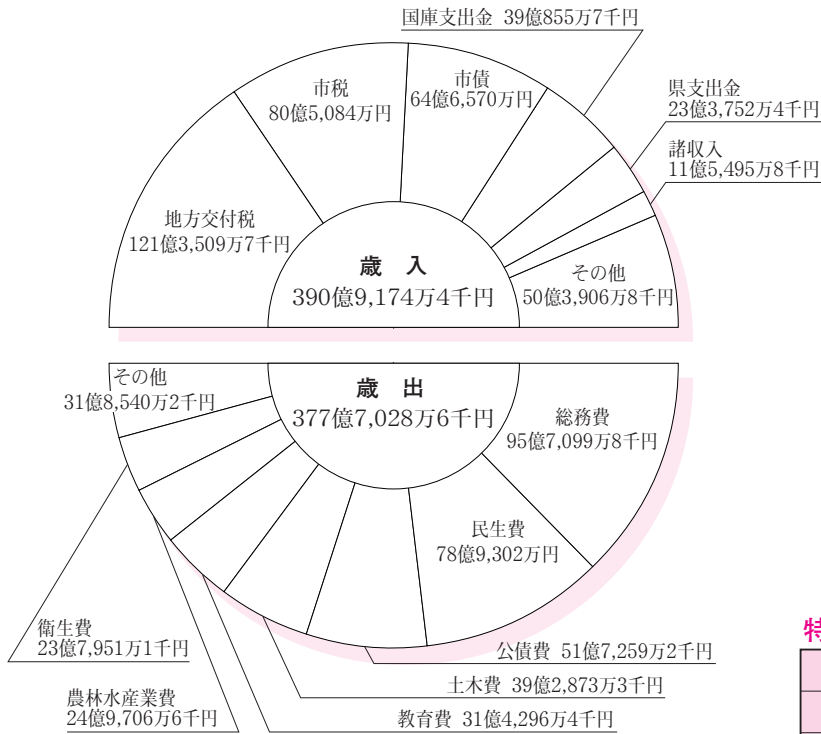 国庫支出金 39億855万7千円
市税
80億5,084万円
市債
64億6,570万円
県支出金
23億3,752万4千円
諸収入
11億5,495万8千円
地方交付税
121億3,509万7千円
その他
50億3,906万8千円
歳 入
390億9,174万4千円
歳 出
377億7,028万6千円
その他
31億8,540万2千円
総務費
95億7,099万8千円
民生費
78億9,302万円
衛生費
23億7,951万1千円
公債費 51億7,259万2千円
農林水産業費
24億9,706万6千円
土木費 39億2,873万3千円
教育費 31億4,296万4千円
特